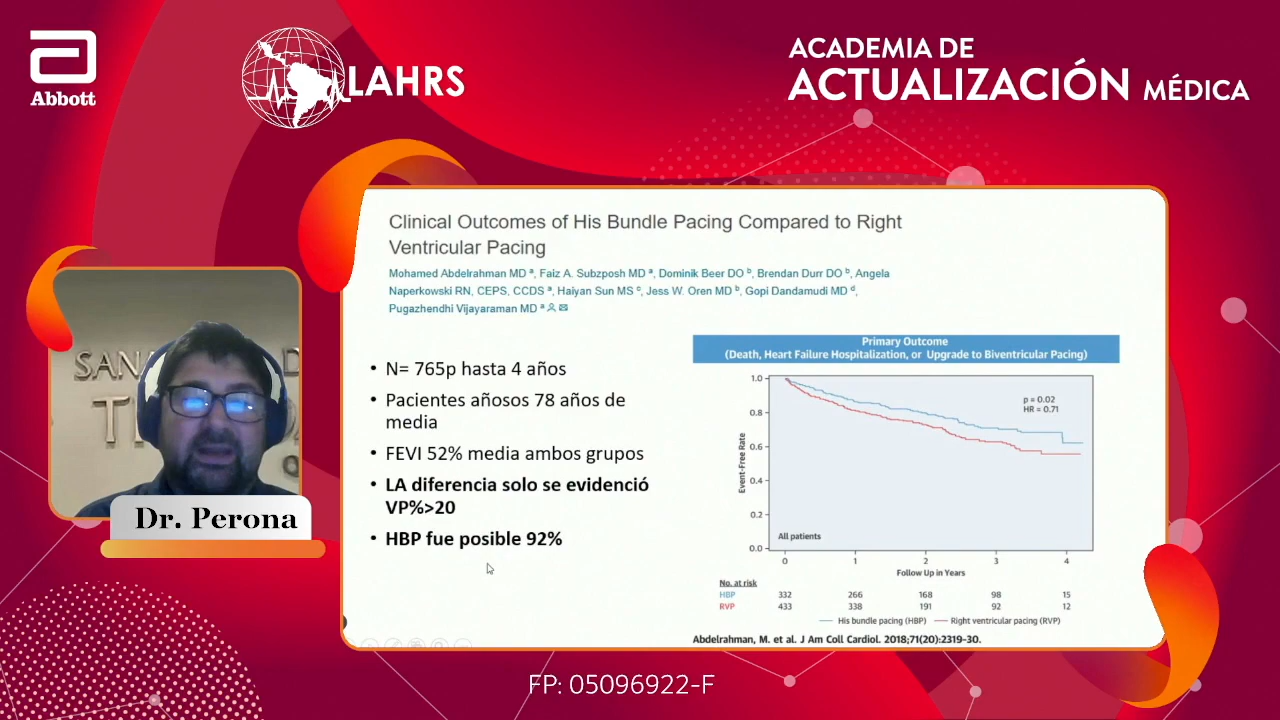 Abbott
LAHRS
ACADEMIA DE
ACTUALIZACIÓN MÉDICA
Clinical Outcomes of His Bundle Pacing Compared to Right
Ventricular Pacing
Mohamed Abdelrahman MD a, Faiz A. Subzposh MD a, Dominik Beer DO b, Brendan Durr DO b, Angela
Naperkowski RN, CEPS, CCDS a, Haiyan Sun MS c, Jess W. Oren MD b, Gopi Dandamudi MD d,
Pugazhendhi Vijayaraman MD a
• N= 765p hasta 4 años
• Pacientes añosos 78 años de
media
• FEVI 52% media ambos grupos
• LA diferencia solo se evidenció
VP%>20
• HBP fue posible 92%
Primary Outcome
(Death, Heart Failure Hospitalization, or Upgrade to Biventricular Pacing)
Event-Free Rate
1.0
0.8
0.6
0.4
0.2
0.0
p = 0.02
HR = 0.71
All patients
0 1 2 3 4
Follow Up in Years
No. at risk
HBP 332 266 168 98 15
RVP 433 338 191 92 12
His bundle pacing (HBP) Right ventricular pacing (RVP)
Abdelrahman, M. et al. J Am Coll Cardiol. 2018;71(20):2319-30.
SANA
T
Dr. Perona
FP: 05096922-F